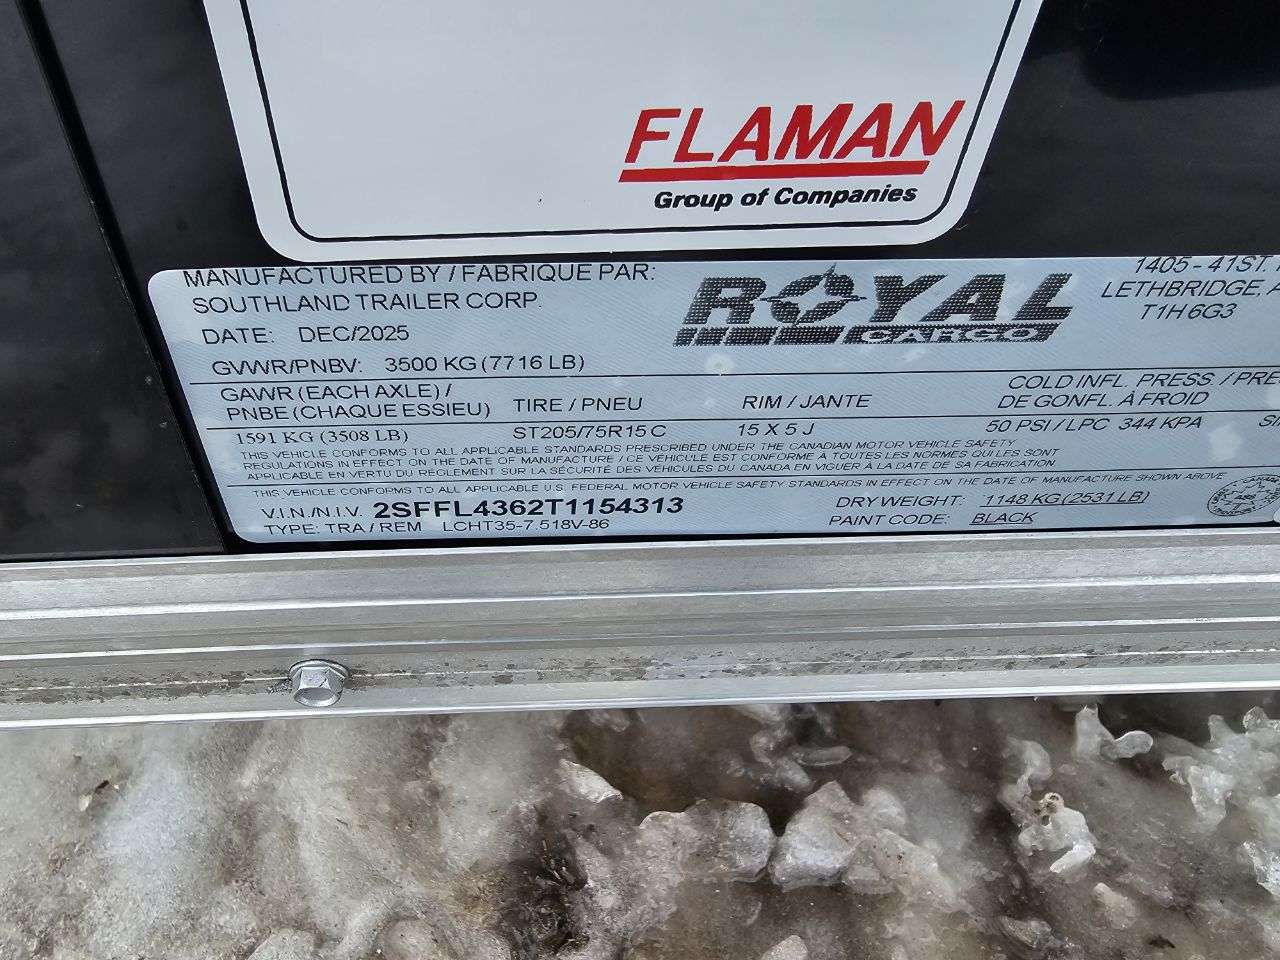 FLAMAN
Group of Companies
MANUFACTURED BY / FABRIQUE PAR:
SOUTHLAND TRAILER CORP.
ROYAL
CARGO
1405 - 41ST.
LETHBRIDGE,
T1H 6G3
DATE: DEC/2025
GVWR/PNBV: 3500 KG (7716 LB)
GAWR (EACH AXLE) /
PNBE (CHAQUE ESSIEU) TIRE / PNEU RIM / JANTE
COLD INFL. PRESS. /
DE GONFL. À FROID
1591 KG (3508 LB) ST205/75R15 C 15 X 5 J 50 PSI / LPC 344 KPA
THIS VEHICLE CONFORMS TO ALL APPLICABLE STANDARDS PRESCRIBED UNDER THE CANADIAN MOTOR VEHICLE SAFETY
REGULATIONS IN EFFECT ON THE DATE OF MANUFACTURE / CE VEHICULE EST CONFORME A TOUTES LES NORMES QUI LES SONT
APPLICABLE EN VERTU DU REGLEMENT SUR LA SÉCURITÉ DES VÉHICULES DU CANADA EN VIGUER À LA DATE DE SA FABRICATION
THIS VEHICLE CONFORMS TO ALL APPLICABLE U.S. FEDERAL MOTOR VEHICLE SAFETY STANDARDS IN EFFECT ON THE DATE OF MANUFACTURE SHOWN ABOVE
V.I.N./N.I.V. 2SFFL4362T1154313 DRY WEIGHT: 1148 KG(2531 LB)
TYPE: TRA / REM LCHT35-7.518V-86 PAINT CODE: BLACK